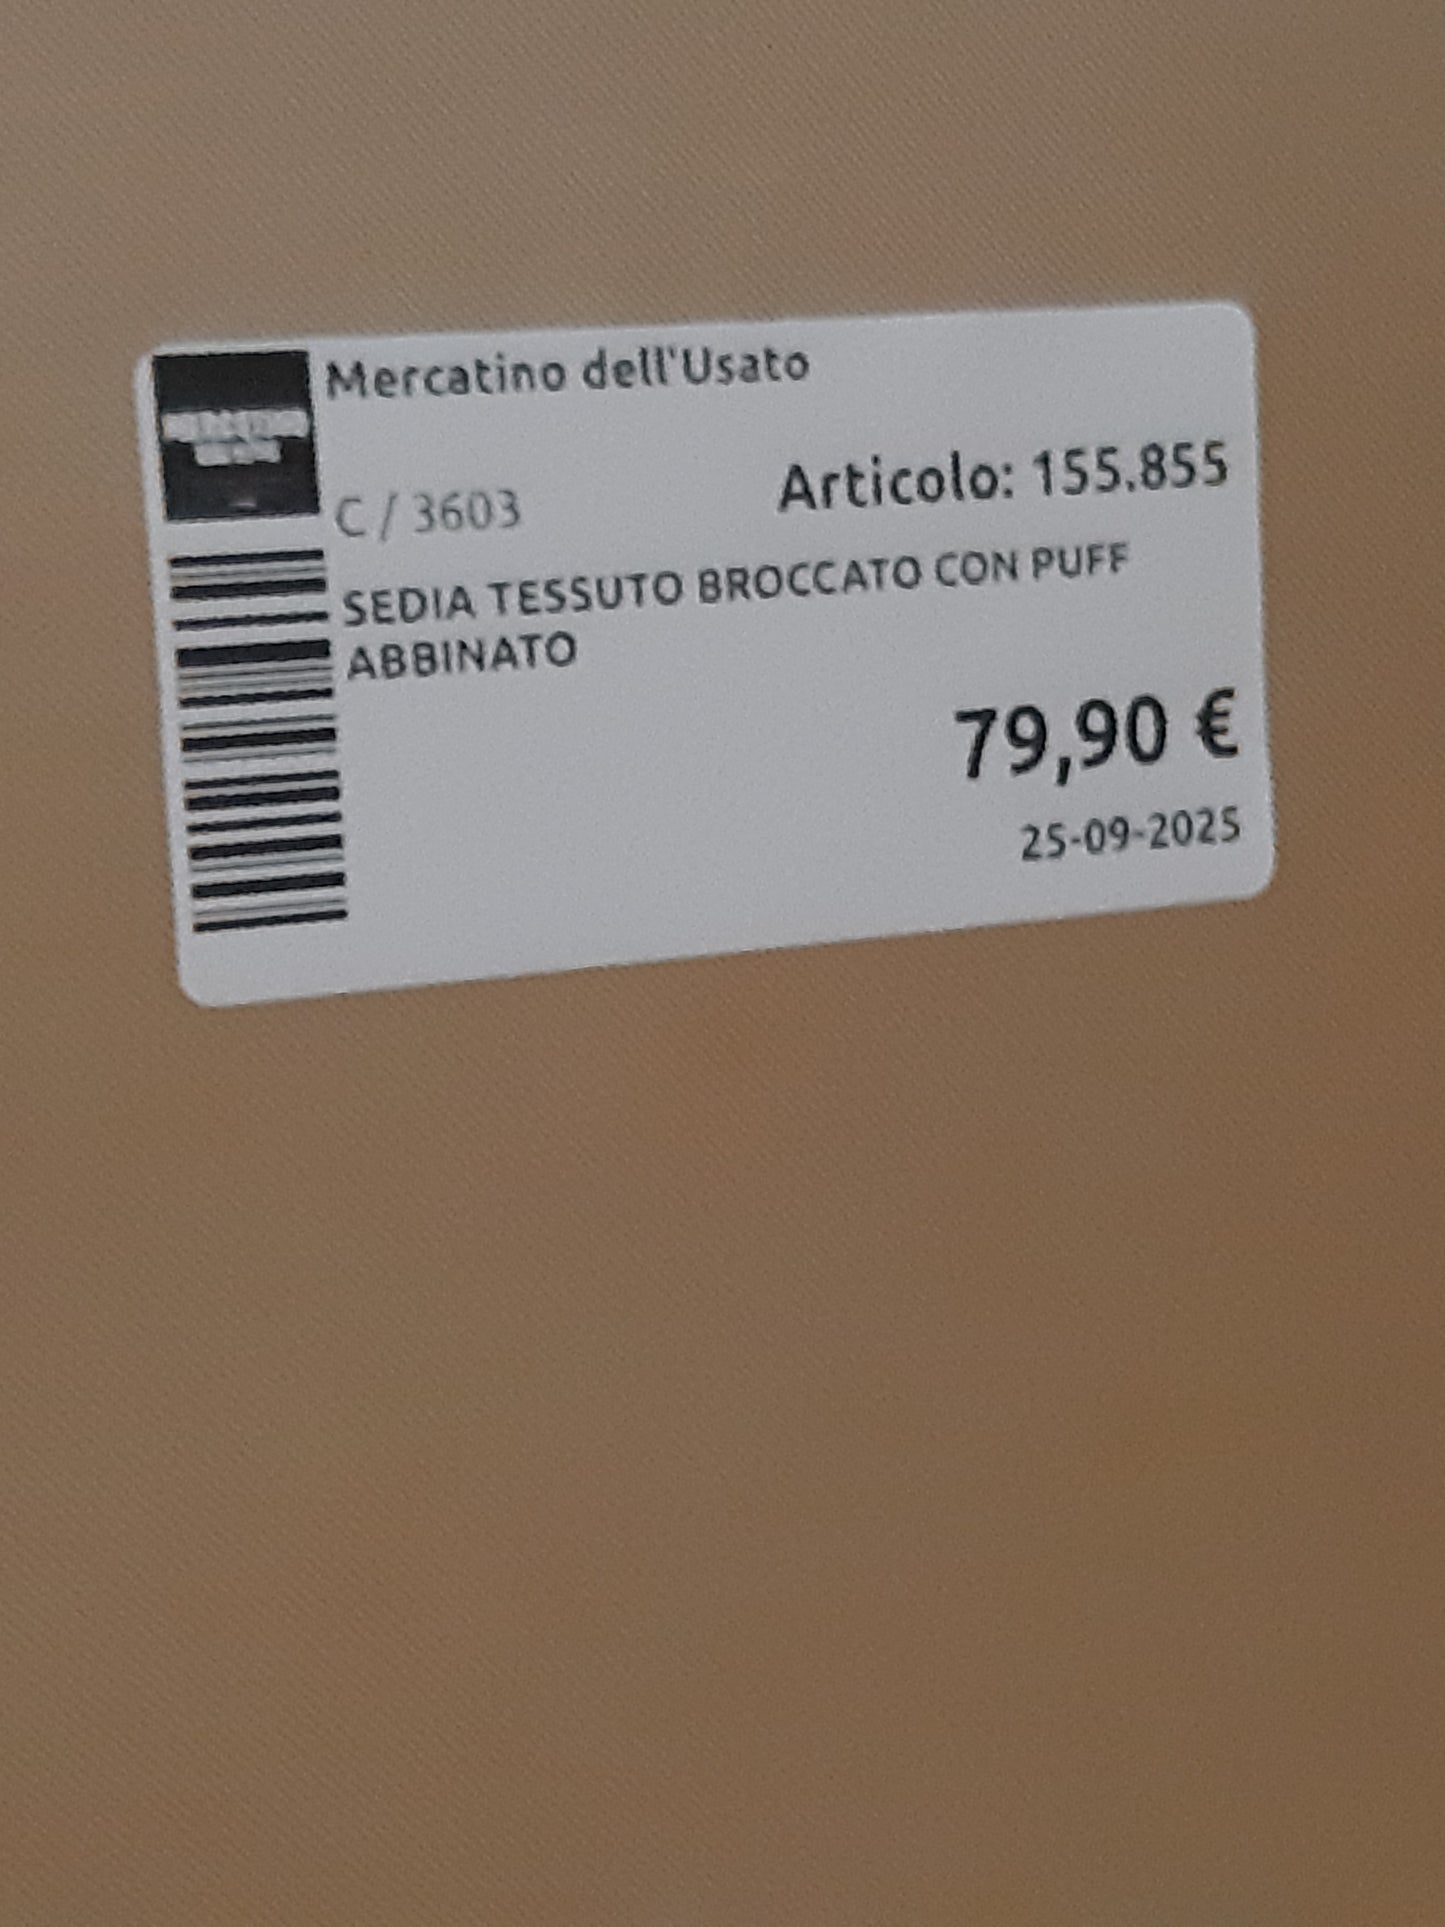 Mercatino dell'Usato
Articolo: 155.855
C / 3603
SEDIA TESSUTO BROCCATO CON PUFF
ABBINATO
79,90 €
25-09-2025